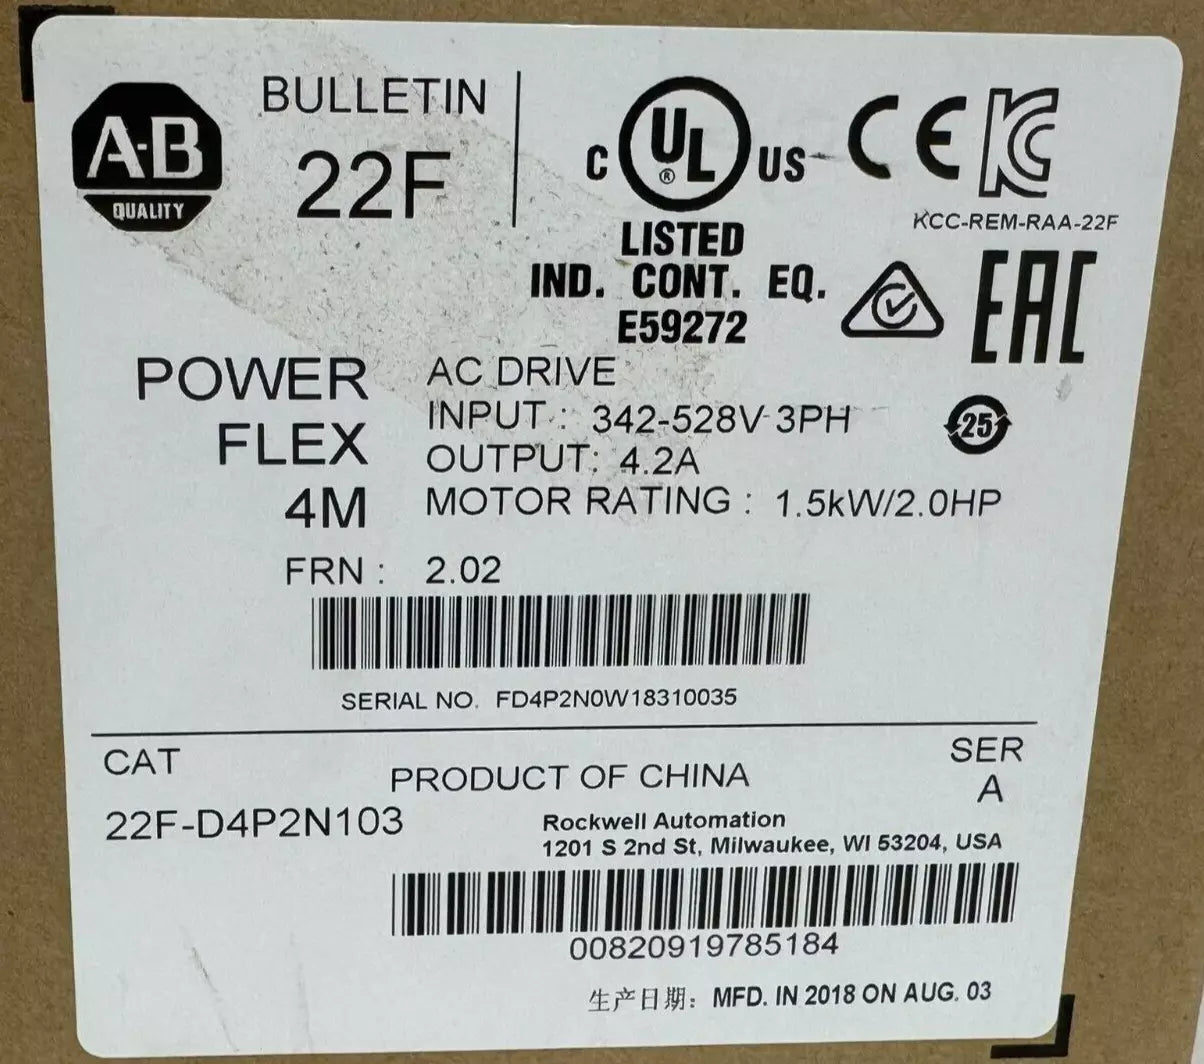 A-B
QUALITY
BULLETIN
22F
C UL® US CE KC
KCC-REM-RAA-22F
LISTED
IND. CONT. EQ.
E59272
EAC
25
POWER
FLEX
4M
AC DRIVE
INPUT : 342-528V 3PH
OUTPUT: 4.2A
MOTOR RATING : 1.5kW/2.0HP
FRN : 2.02
SERIAL NO. FD4P2N0W18310035
CAT
22F-D4P2N103
PRODUCT OF CHINA
SER
A
Rockwell Automation
1201 S 2nd St, Milwaukee, WI 53204, USA
00820919785184
生产日期: MFD. IN 2018 ON AUG. 03